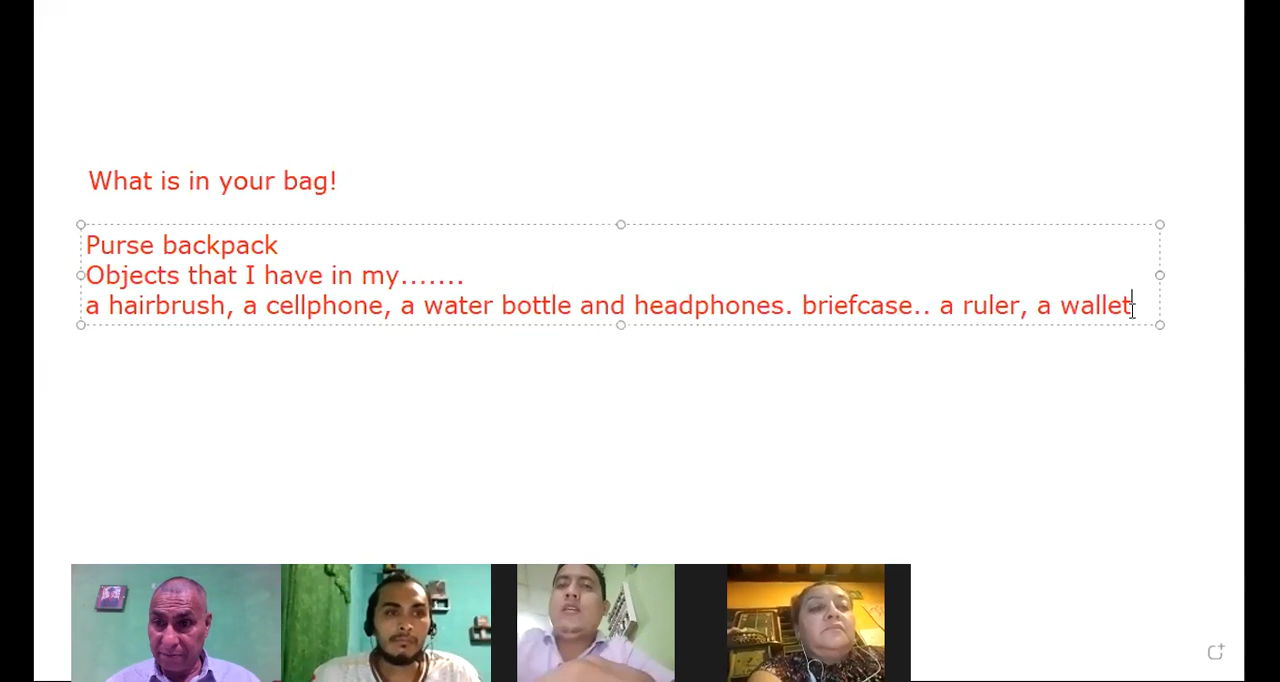 What is in your bag!
Purse backpack
Objects that I have in my.......
a hairbrush, a cellphone, a water bottle and headphones. briefcase.. a ruler, a wallet